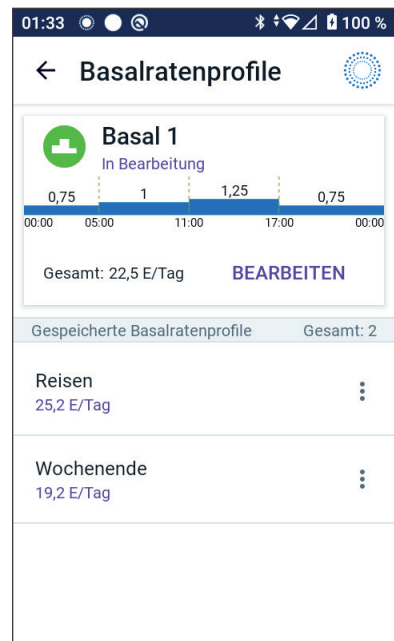 01:33 100 %
Basalratenprofile
Basal 1
In Bearbeitung
0,75 1 1,25 0,75
00:00 05:00 11:00 17:00 00:00
Gesamt: 22,5 E/Tag BEARBEITEN
Gespeicherte Basalratenprofile Gesamt: 2
Reisen
25,2 E/Tag
Wochenende
19,2 E/Tag